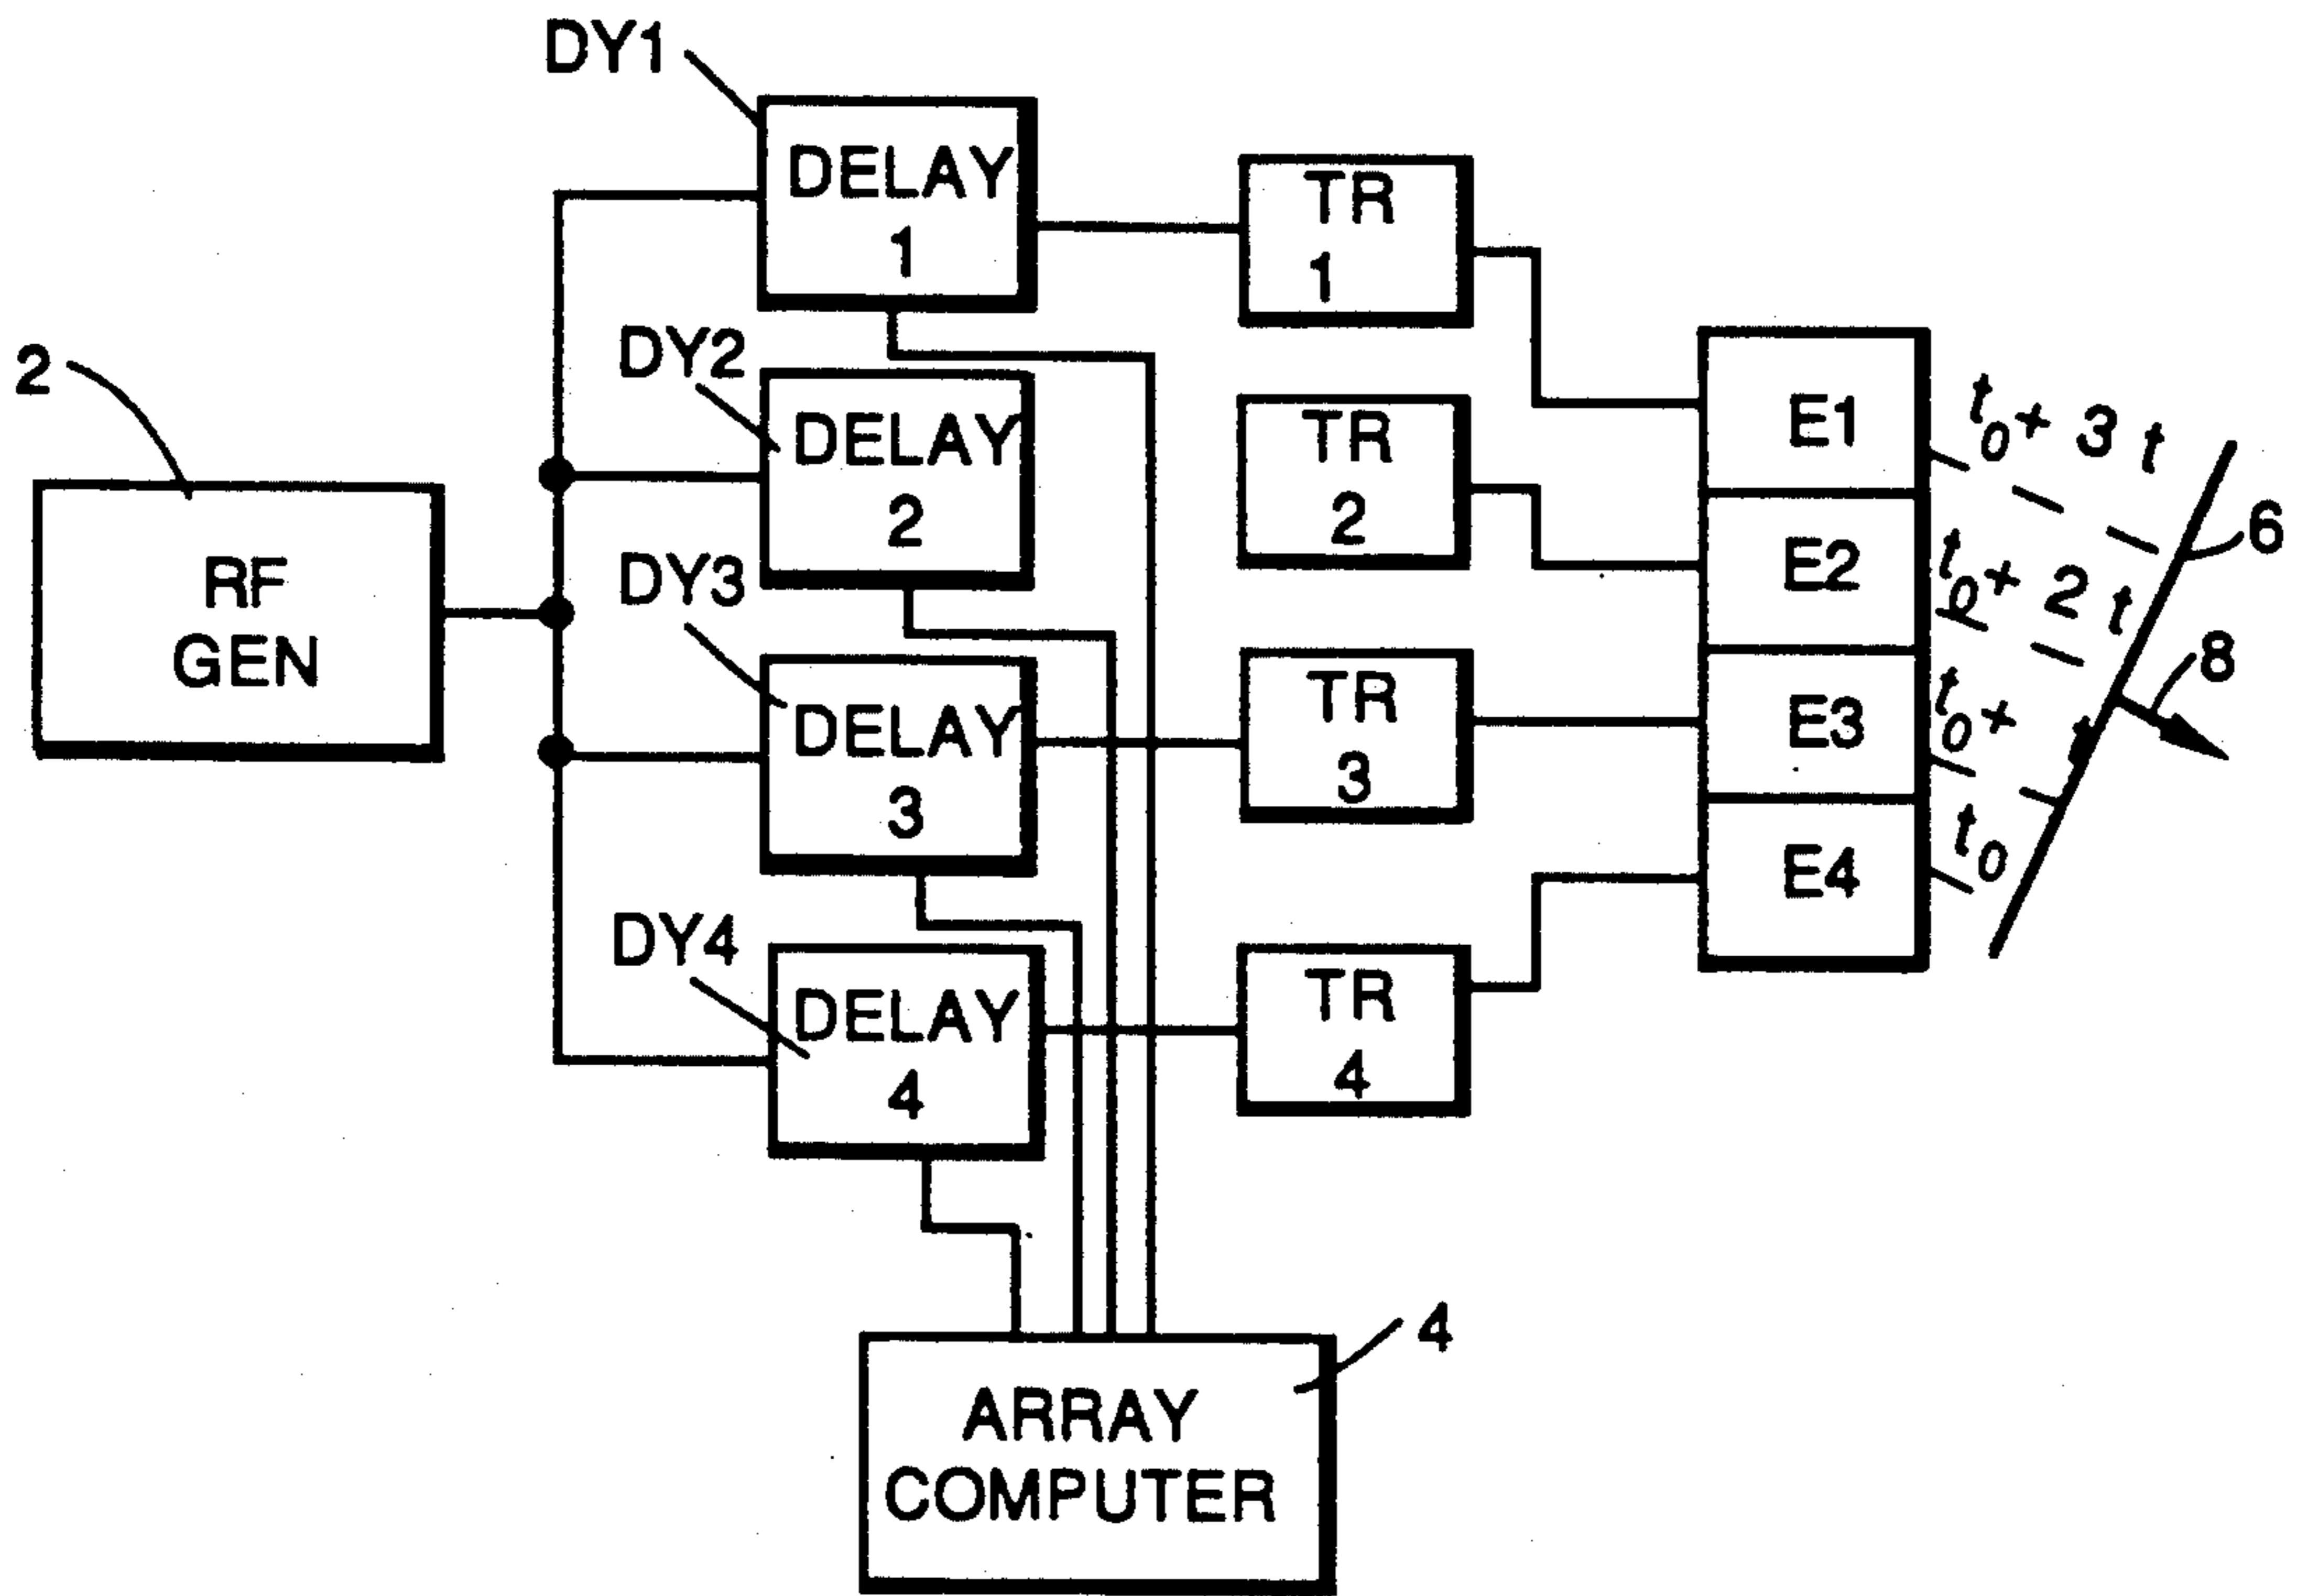 DY1
DELAY
1
TR
1
DY2
DELAY
2
TR
2
2
RF
GEN
DY3
DELAY
3
TR
3
DY4
DELAY
4
TR
4
E1
E2
E3
E4
t0+ 3 t
t0+ 2 t
t0+ t
t0
6
8
4
ARRAY
COMPUTER